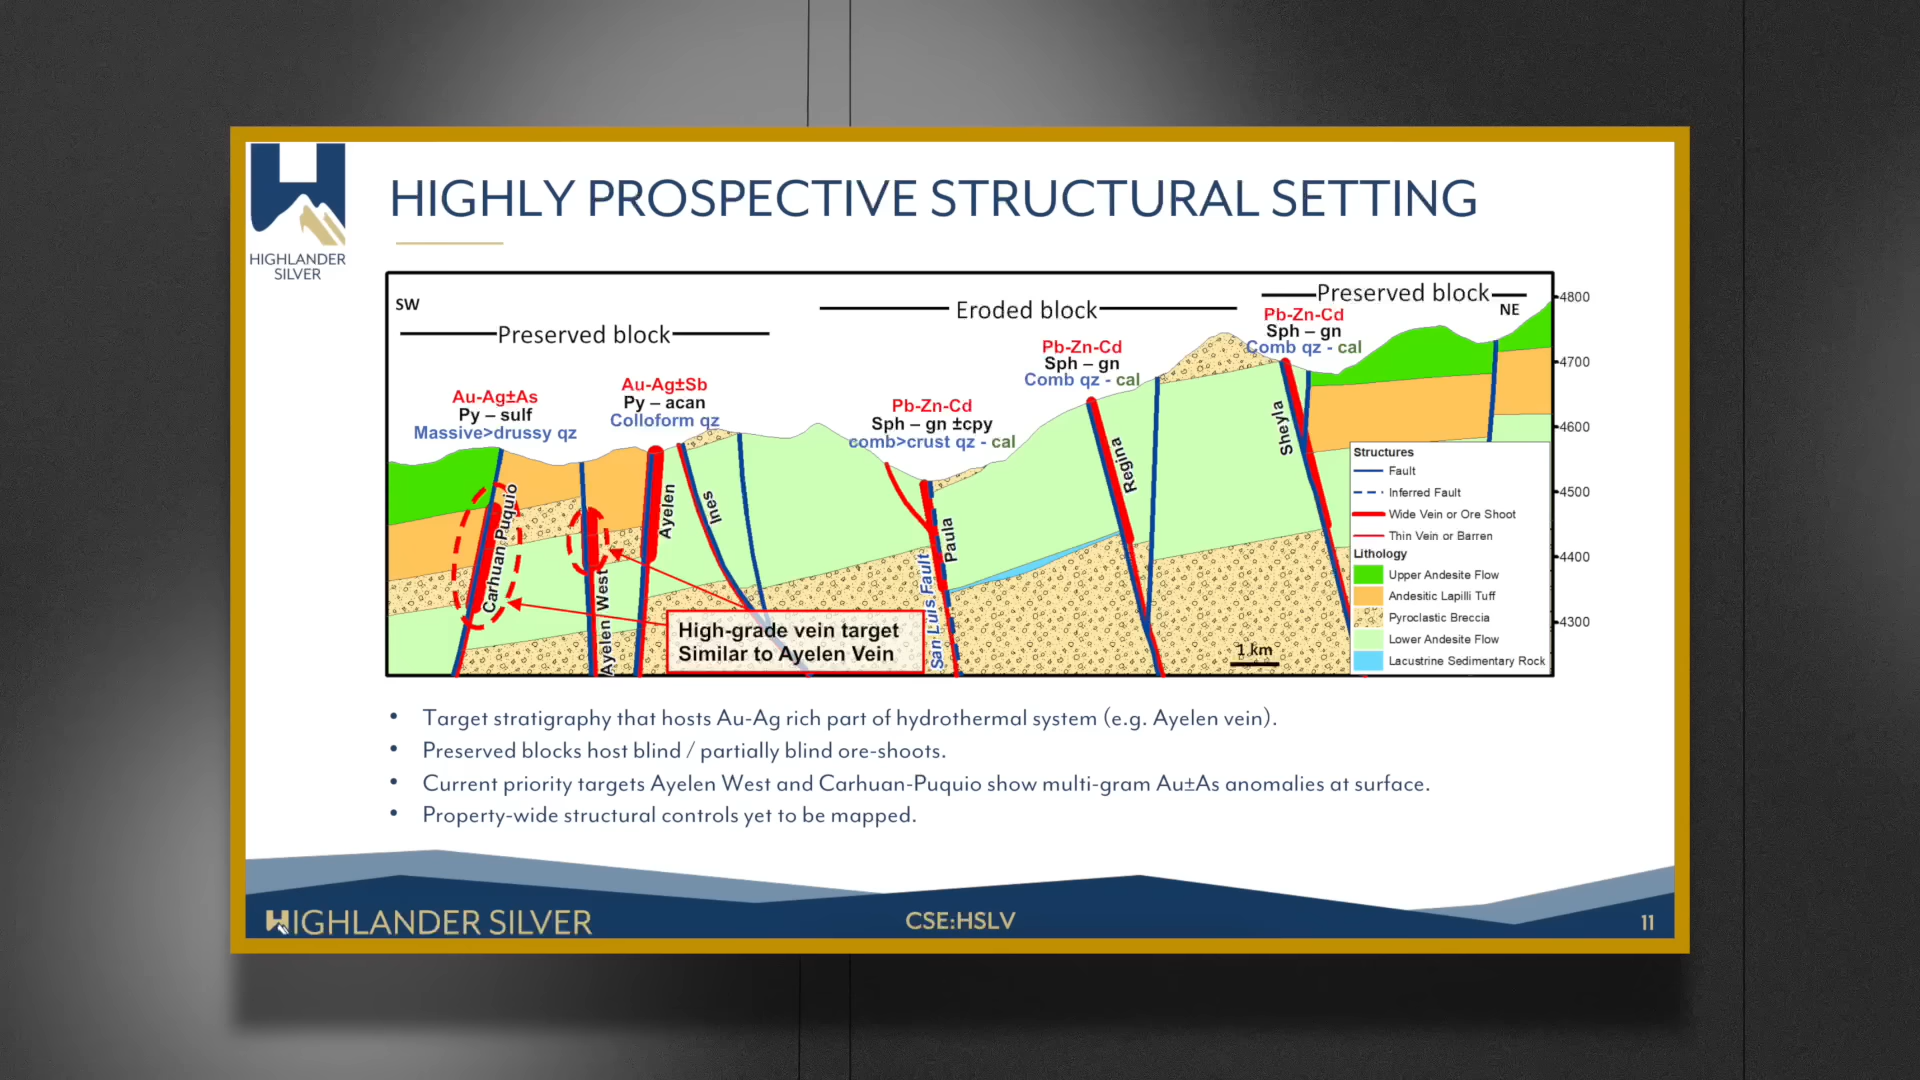 HIGHLANDER
SILVER
HIGHLY PROSPECTIVE STRUCTURAL SETTING
SW
Preserved block
Eroded block
Preserved block
NE
Au-Ag±As
Py – sulf
Massive>drussy qz
Au-Ag±Sb
Py – acan
Colloform qz
Pb-Zn-Cd
Sph – gn ±cpy
comb>crust qz - cal
Pb-Zn-Cd
Sph – gn
Comb qz - cal
Pb-Zn-Cd
Sph – gn
Comb qz - cal
4800
4700
4600
4500
4400
4300
Carhuan Puquio
Ayelen West
Ayelen
Ines
San Luis Fault
Paula
Regina
Sheyla
High-grade vein target
Similar to Ayelen Vein
1 km
Structures
Fault
Inferred Fault
Wide Vein or Ore Shoot
Thin Vein or Barren
Lithology
Upper Andesite Flow
Andesitic Lapilli Tuff
Pyroclastic Breccia
Lower Andesite Flow
Lacustrine Sedimentary Rock
• Target stratigraphy that hosts Au-Ag rich part of hydrothermal system (e.g. Ayelen vein).
• Preserved blocks host blind / partially blind ore-shoots.
• Current priority targets Ayelen West and Carhuan-Puquio show multi-gram Au±As anomalies at surface.
• Property-wide structural controls yet to be mapped.
HIGHLANDER SILVER
CSE:HSLV
11